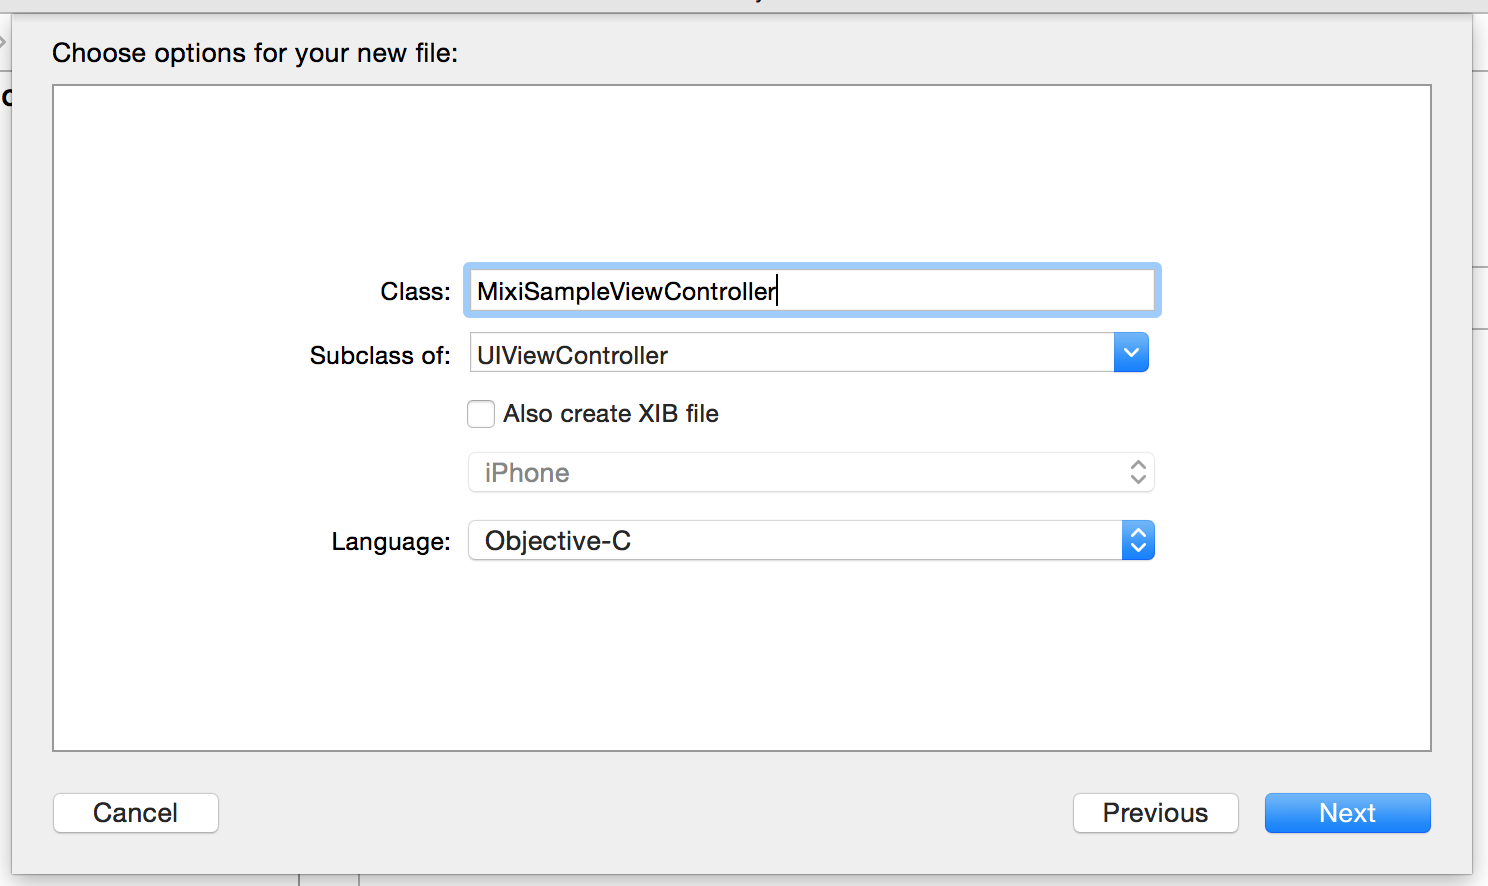 Choose options for your new file:
Class: MixiSampleViewController
Subclass of: UIViewController
Also create XIB file
iPhone
Language: Objective-C
Cancel Previous Next